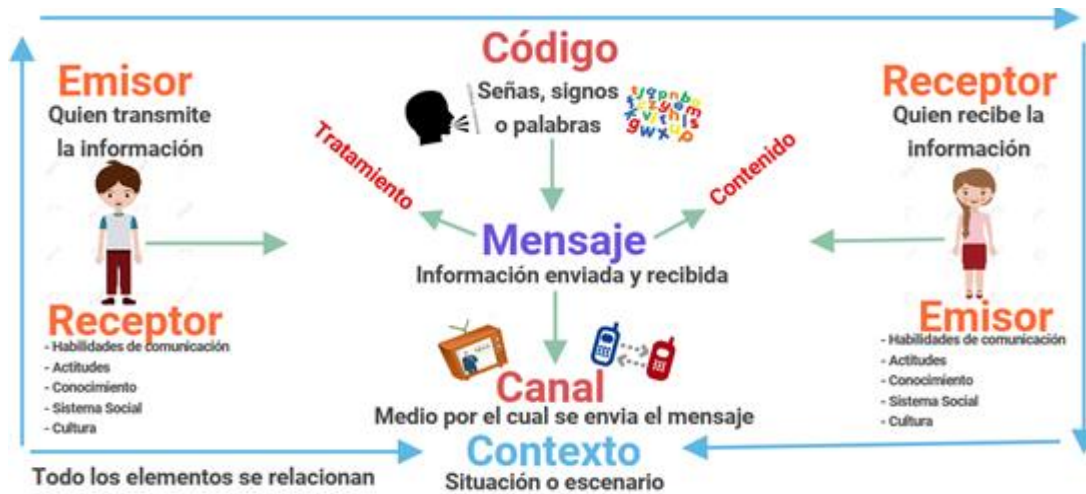 Código
Señas, signos
o palabras
Emisor
Quien transmite
la información
Receptor
Quien recibe la
información
Tratamiento
Contenido
Mensaje
Información enviada y recibida
Receptor
- Habilidades de comunicación
- Actitudes
- Conocimiento
- Sistema Social
- Cultura
Emisor
- Habilidades de comunicación
- Actitudes
- Conocimiento
- Sistema Social
- Cultura
Canal
Medio por el cual se envia el mensaje
Contexto
Situación o escenario
Todo los elementos se relacionan